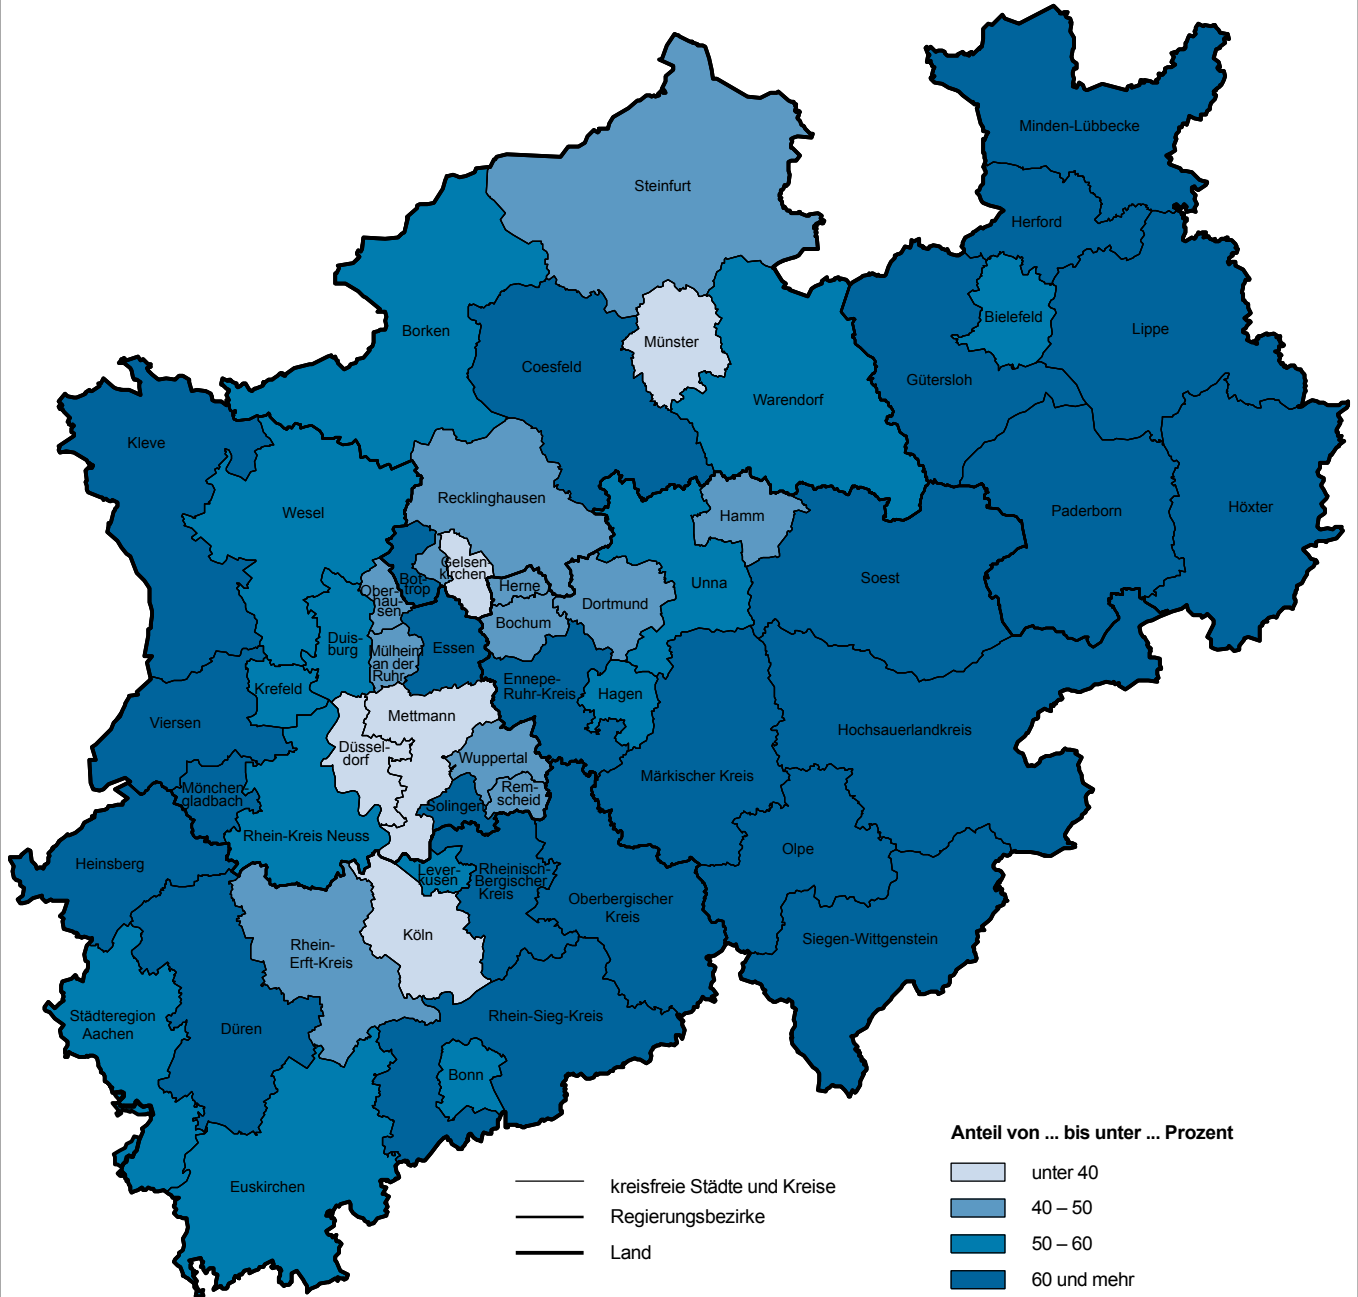 Minden-Lübbecke
Steinfurt
Herford
Bielefeld
Lippe
Borken
Münster
Coesfeld
Gütersloh
Warendorf
Kleve
Recklinghausen
Wesel
Hamm
Paderborn
Höxter
Gelsen-
kirchen
Bot-
trop
Ober-
hau-
sen
Herne
Dortmund
Unna
Soest
Bochum
Duis-
burg
Mülheim
an der
Ruhr
Essen
Krefeld
Ennepe-
Ruhr-Kreis
Hagen
Viersen
Mettmann
Hochsauerlandkreis
Düssel-
dorf
Wuppertal
Märkischer Kreis
Mönchen-
gladbach
Rem-
scheid
Solingen
Rhein-Kreis Neuss
Olpe
Heinsberg
Lever-
kusen
Rheinisch-
Bergischer
Kreis
Oberbergischer
Kreis
Köln
Siegen-Wittgenstein
Rhein-
Erft-Kreis
Städteregion
Aachen
Düren
Rhein-Sieg-Kreis
Bonn
Euskirchen
kreisfreie Städte und Kreise
Regierungsbezirke
Land
Anteil von ... bis unter ... Prozent
unter 40
40 – 50
50 – 60
60 und mehr